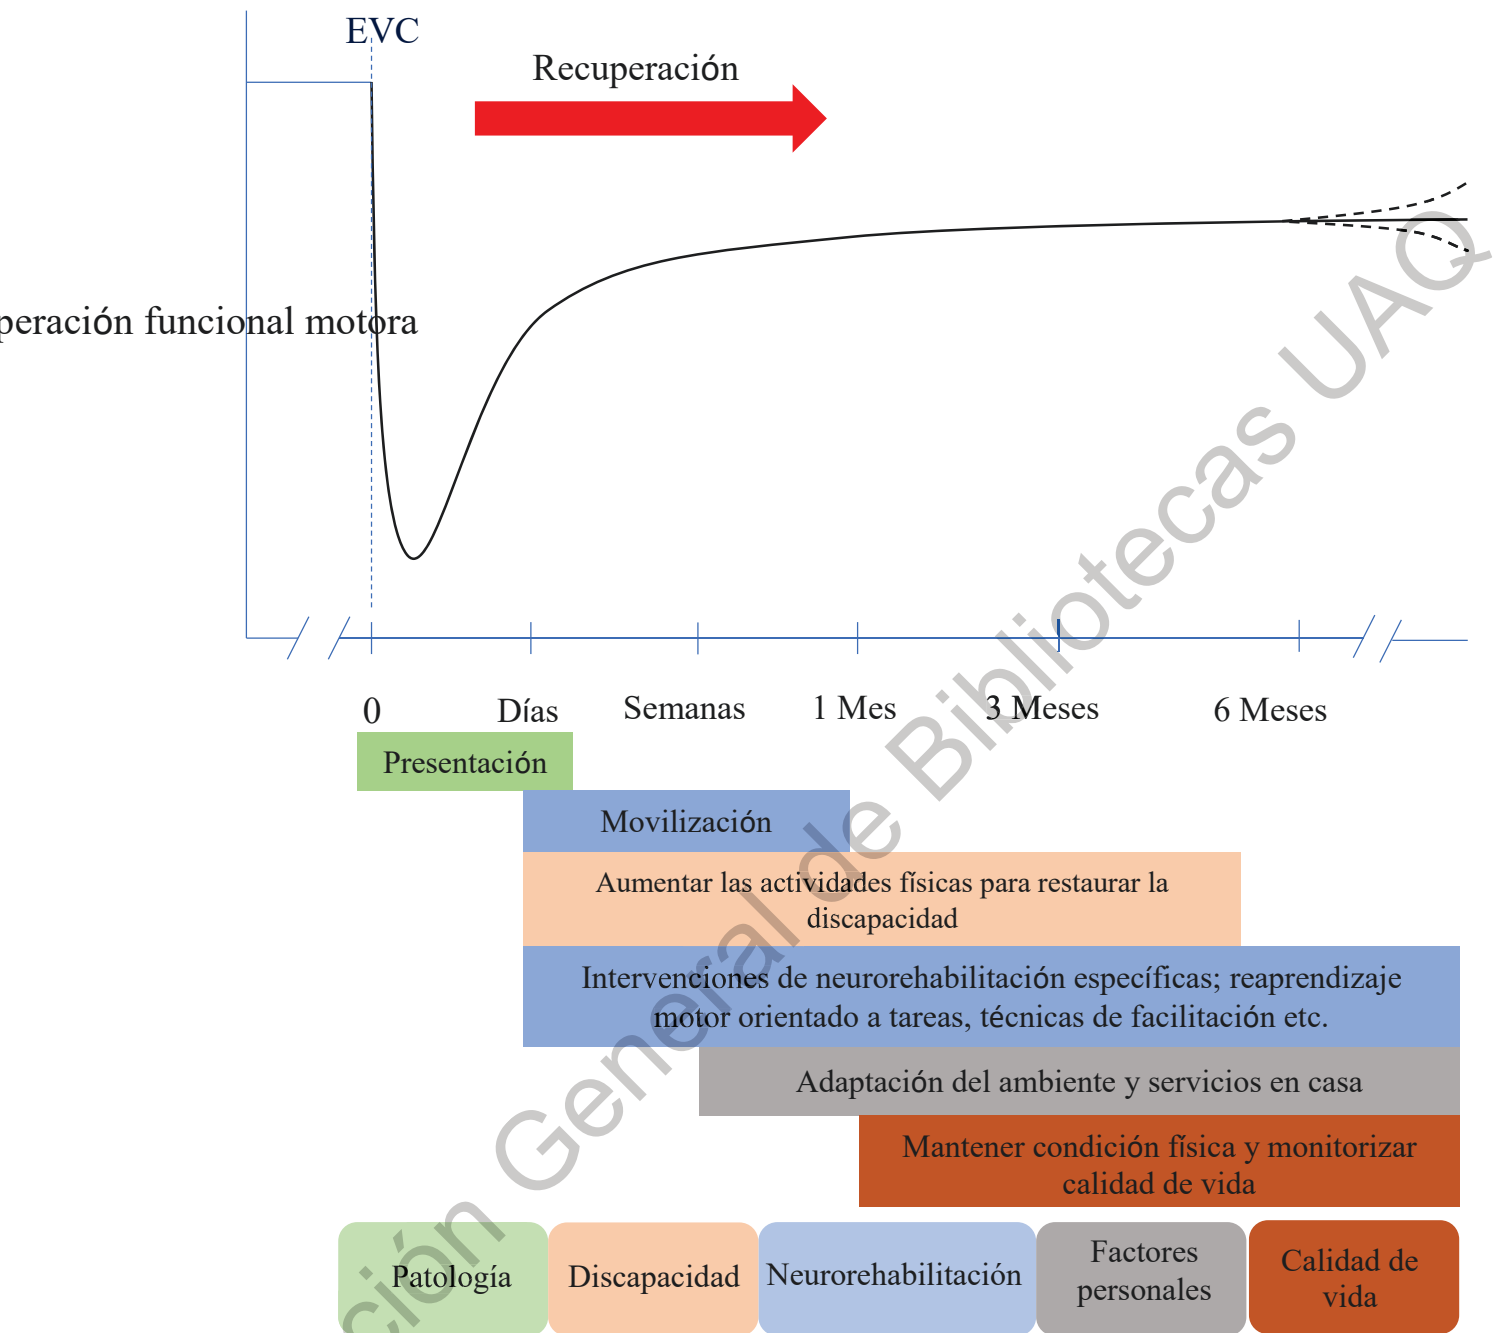 EVC
Recuperación
peración funcional motora
0
Días
Semanas
1 Mes
3 Meses
6 Meses
Presentación
Movilización
Aumentar las actividades físicas para restaurar la
discapacidad
Intervenciones de neurorehabilitación específicas; reaprendizaje
motor orientado a tareas, técnicas de facilitación etc.
Adaptación del ambiente y servicios en casa
Mantener condición física y monitorizar
calidad de vida
Patología
Discapacidad
Neurorehabilitación
Factores
personales
Calidad de
vida
ción General de Bibliotecas UAQ